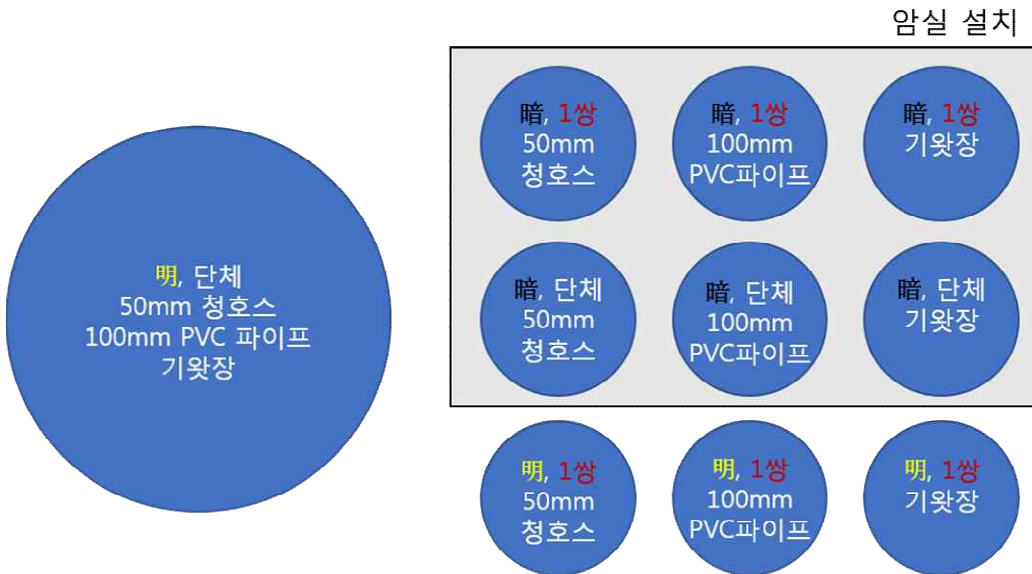 암실 설치
明, 단체
50mm 청호스
100mm PVC 파이프
기왓장
暗, 1쌍
50mm
청호스
暗, 1쌍
100mm
PVC파이프
暗, 1쌍
기왓장
暗, 단체
50mm
청호스
暗, 단체
100mm
PVC파이프
暗, 단체
기왓장
明, 1쌍
50mm
청호스
明, 1쌍
100mm
PVC파이프
明, 1쌍
기왓장